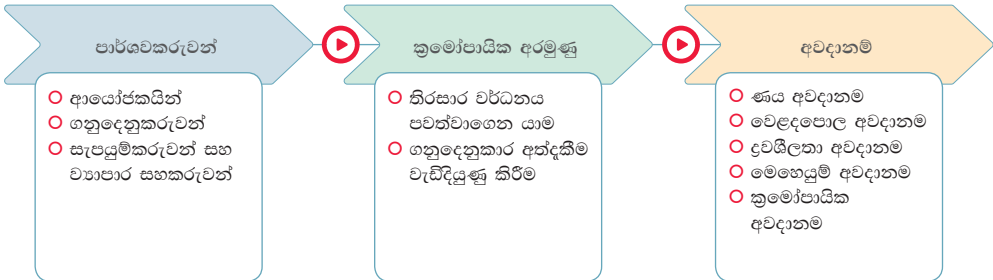 පාර්ශවකරුවන්
ආයෝජකයින්
ගනුදෙනුකරුවන්
සැපයුම්කරුවන් සහ
ව්‍යාපාර සහකරුවන්
ක්‍රමෝපායික අරමුණු
තිරසාර වර්ධනය
පවත්වාගෙන යාම
ගනුදෙනුකාර අත්දැකීම
වැඩිදියුණු කිරීම
අවදානම්
ණය අවදානම
වෙළදපොල අවදානම
ද්‍රවශීලතා අවදානම
මෙහෙයුම් අවදානම
ක්‍රමෝපායික
අවදානම